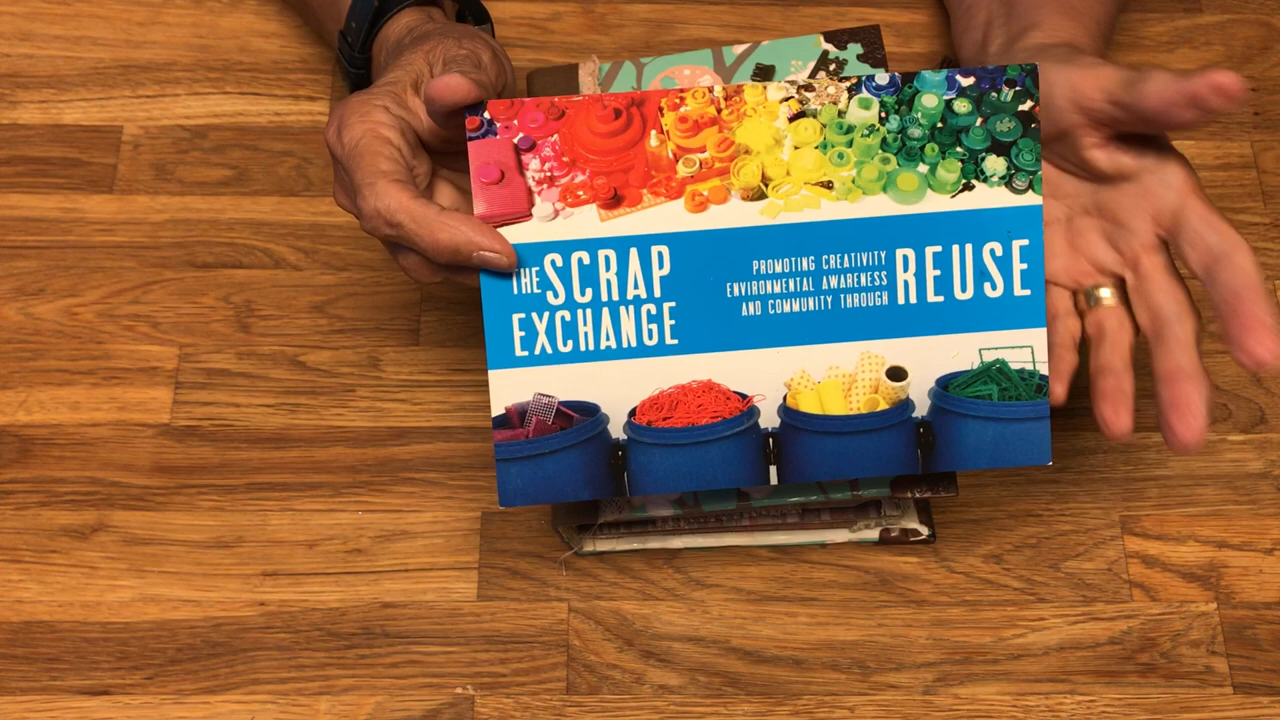 THE SCRAP
EXCHANGE
PROMOTING CREATIVITY
ENVIRONMENTAL AWARENESS
AND COMMUNITY THROUGH
REUSE